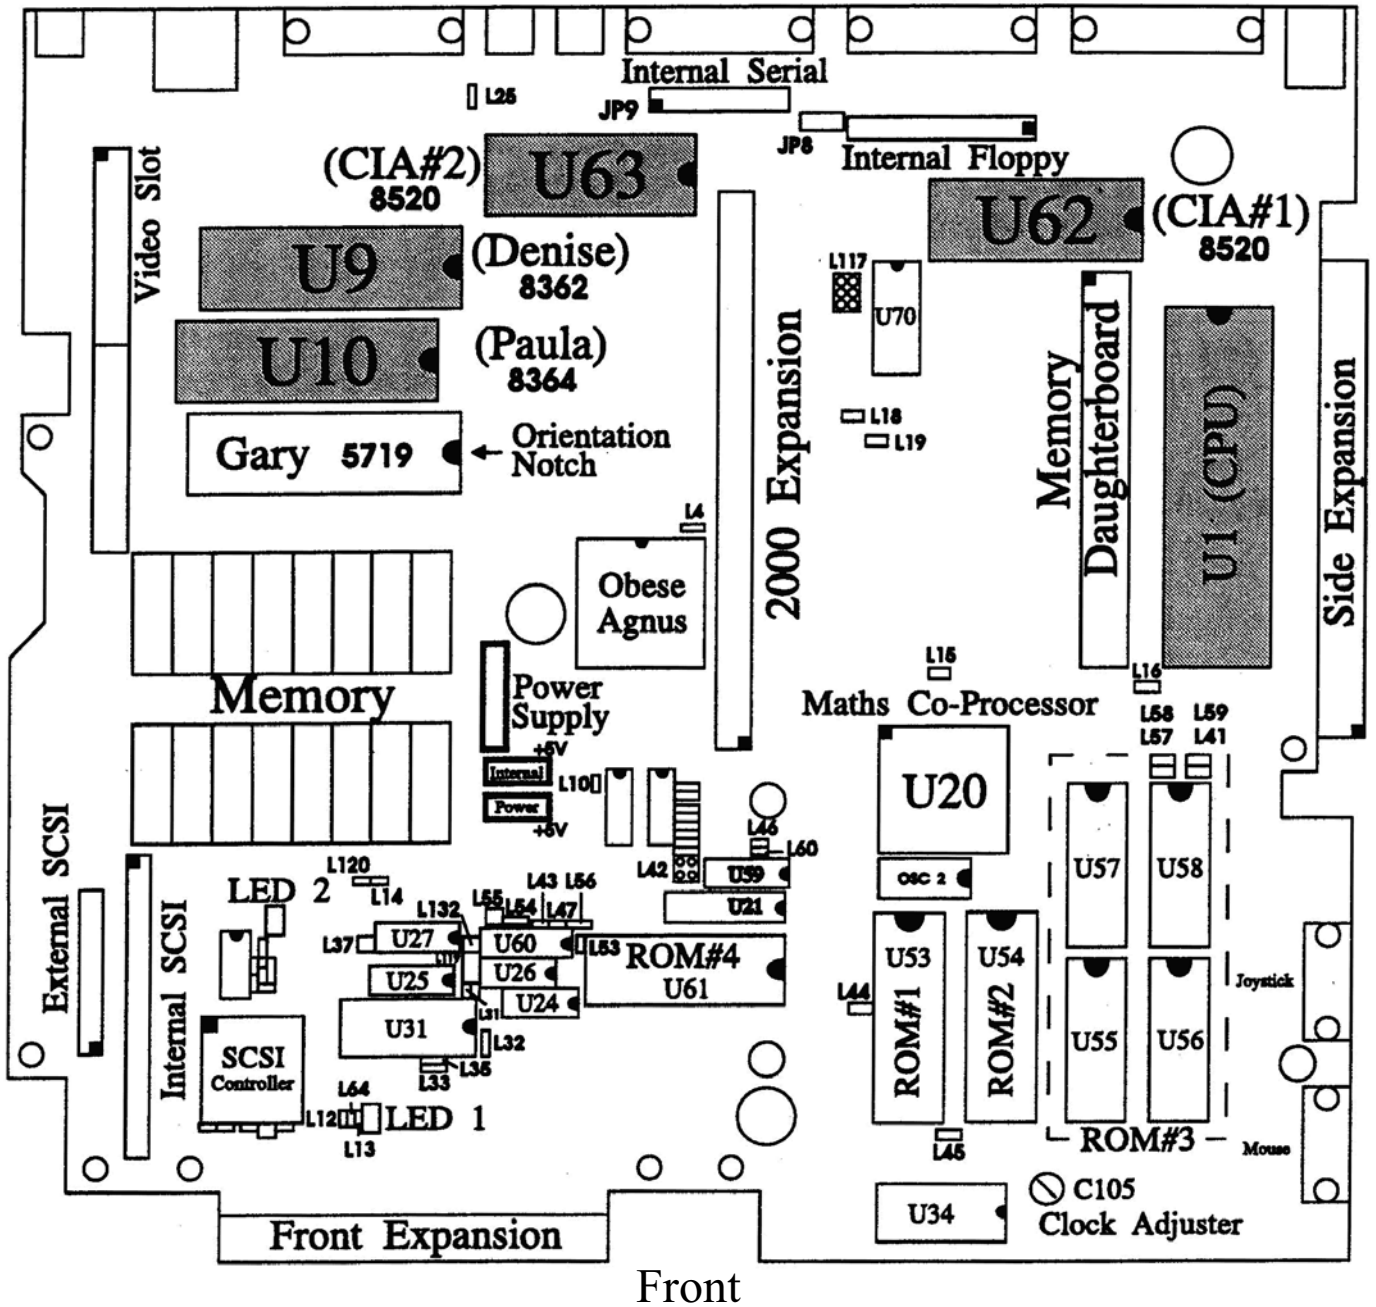 Internal Serial
L25
JP9
JP8
Internal Floppy
(CIA#2)
8520
U63
Video Slot
U62
(CIA#1)
8520
U9
(Denise)
8362
L117
U70
U10
(Paula)
8364
Gary 5719
Orientation
Notch
2000 Expansion
L18
L19
Memory
Daughterboard
U1 (CPU)
Side Expansion
L4
Obese
Agnus
Memory
Power
Supply
L15
L16
Maths Co-Processor
L58
L57
L59
L41
+5V
Internal
Power
+5V
L10
U20
L46
L60
L42
U59
U21
OSC 2
U57
U58
External SCSI
Internal SCSI
L120
L14
LED 2
L37
L132
L55
L54
L43
L56
L47
U27
U60
L53
U25
U26
U24
L31
U31
L32
L33
L35
ROM#4
U61
L44
U53
ROM#1
U54
ROM#2
U55
U56
Joystick
SCSI
Controller
L64
L12
L13
LED 1
L45
ROM#3
Mouse
U34
C105
Clock Adjuster
Front Expansion
Front